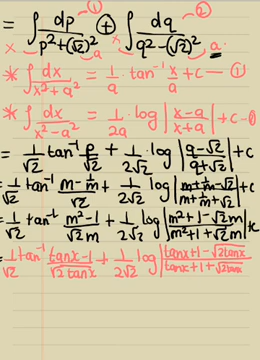 ①
②
= ∫ dp / p²+(√2)² ⊕ ∫ dq / q²-(√2)²
x a x a
* ∫ dx / x²+a² = 1/a tan⁻¹ x/a + c — ①
* ∫ dx / x²-a² = 1/2a · log |x-a / x+a| + c - ②
= 1/√2 tan⁻¹ p/√2 + 1/2√2 · log |q-√2 / q+√2| + c
= 1/√2 tan⁻¹ m-1/m / √2 + 1/2√2 log |m+1/m-√2 / m+1/m+√2| + c
= 1/√2 tan⁻¹ m²-1 / √2m + 1/2√2 log |m²+1-√2m / m²+1+√2m| + c
= 1/√2 tan⁻¹ tanx-1 / √2tanx + 1/2√2 log |tanx+1-√2tanx / tanx+1+√2tanx|